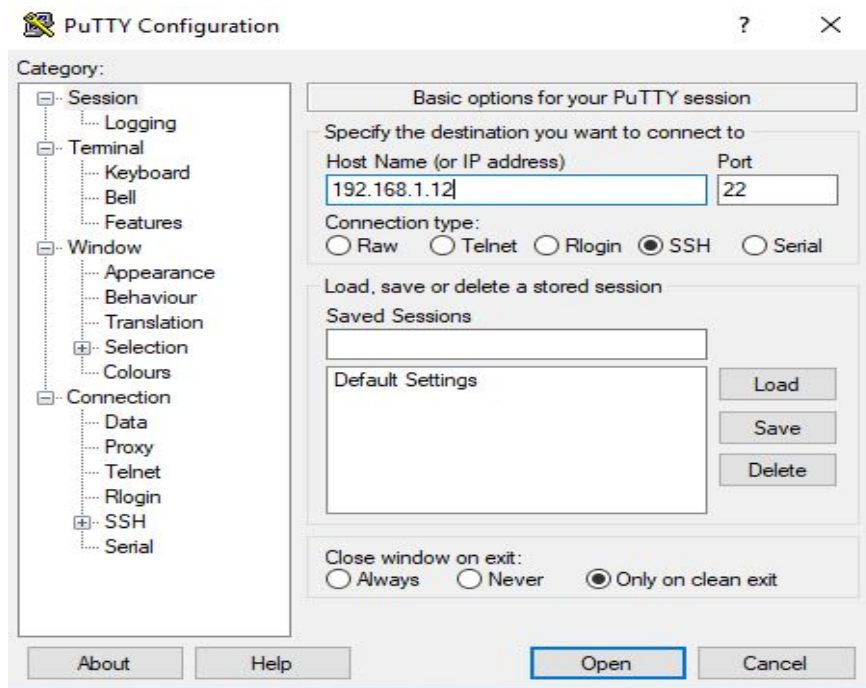 PuTTY Configuration
?
Category:
Session
Logging
Terminal
Keyboard
Bell
Features
Window
Appearance
Behaviour
Translation
Selection
Colours
Connection
Data
Proxy
Telnet
Rlogin
SSH
Serial
Basic options for your PuTTY session
Specify the destination you want to connect to
Host Name (or IP address) Port
192.168.1.12 22
Connection type:
Raw Telnet Rlogin SSH Serial
Load, save or delete a stored session
Saved Sessions
Default Settings
Load
Save
Delete
Close window on exit:
Always Never Only on clean exit
About Help Open Cancel